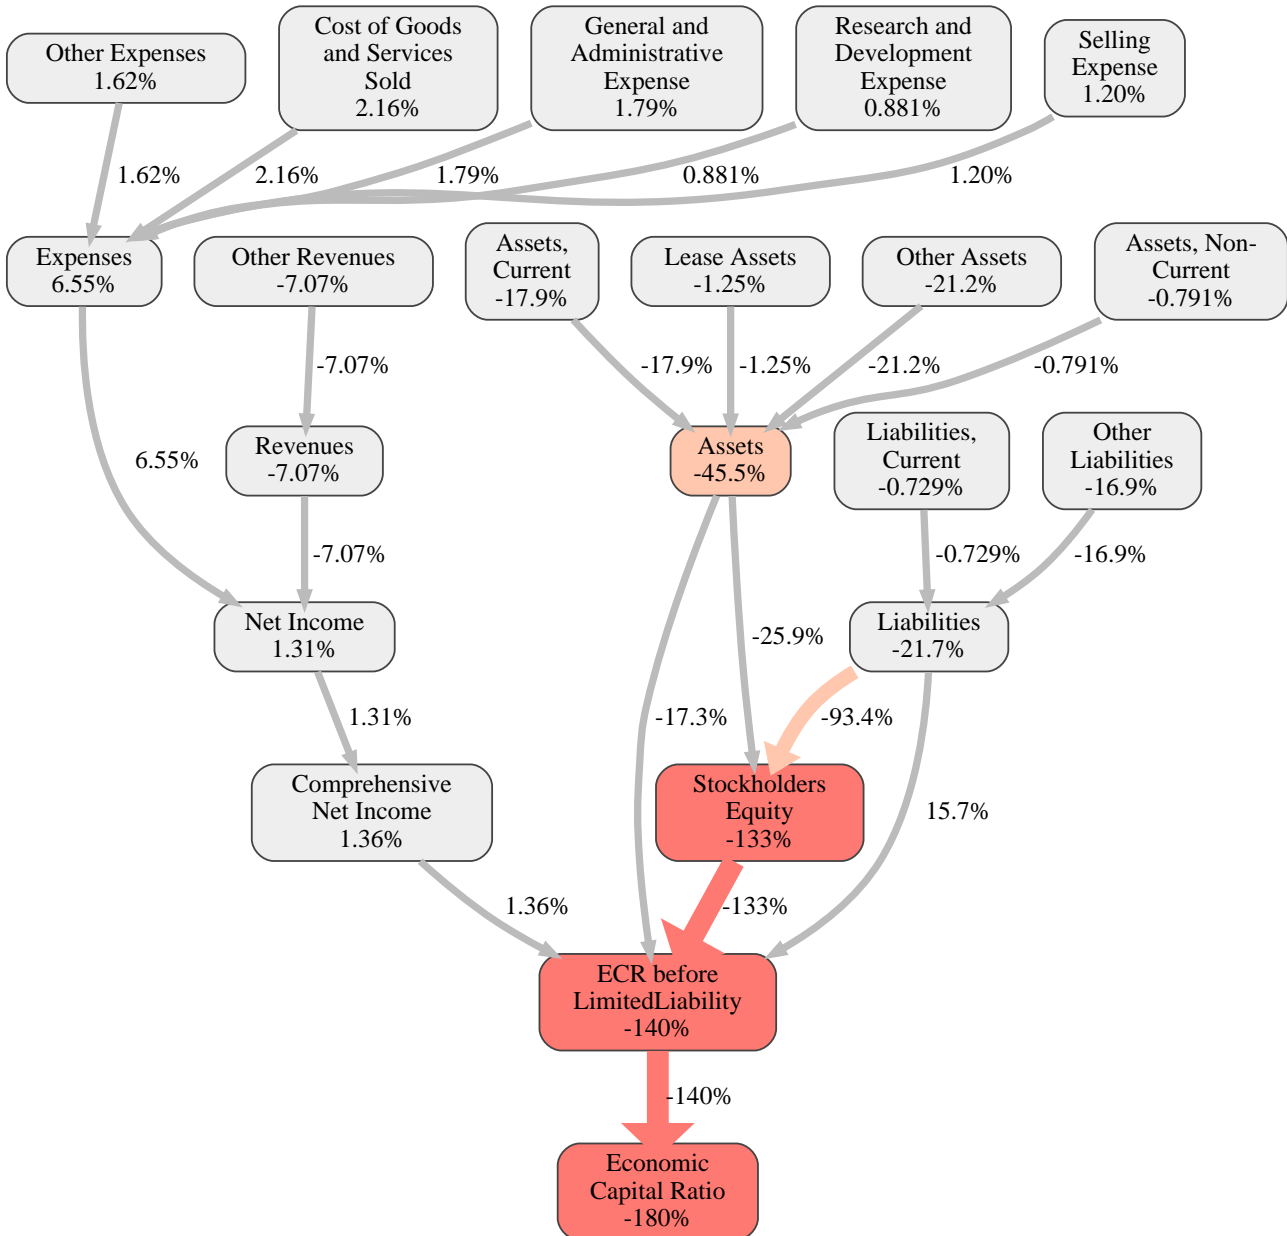 Other Expenses
1.62%
Cost of Goods
and Services
Sold
2.16%
General and
Administrative
Expense
1.79%
Research and
Development
Expense
0.881%
Selling
Expense
1.20%
1.62%
2.16%
1.79%
0.881%
1.20%
Expenses
6.55%
Other Revenues
-7.07%
Assets,
Current
-17.9%
Lease Assets
-1.25%
Other Assets
-21.2%
Assets, Non-
Current
-0.791%
-7.07%
-17.9%
-1.25%
-21.2%
-0.791%
6.55%
Revenues
-7.07%
Assets
-45.5%
Liabilities,
Current
-0.729%
Other
Liabilities
-16.9%
-7.07%
-0.729%
-16.9%
Net Income
1.31%
-25.9%
Liabilities
-21.7%
1.31%
-17.3%
-93.4%
Comprehensive
Net Income
1.36%
Stockholders
Equity
-133%
15.7%
1.36%
-133%
ECR before
LimitedLiability
-140%
-140%
Economic
Capital Ratio
-180%